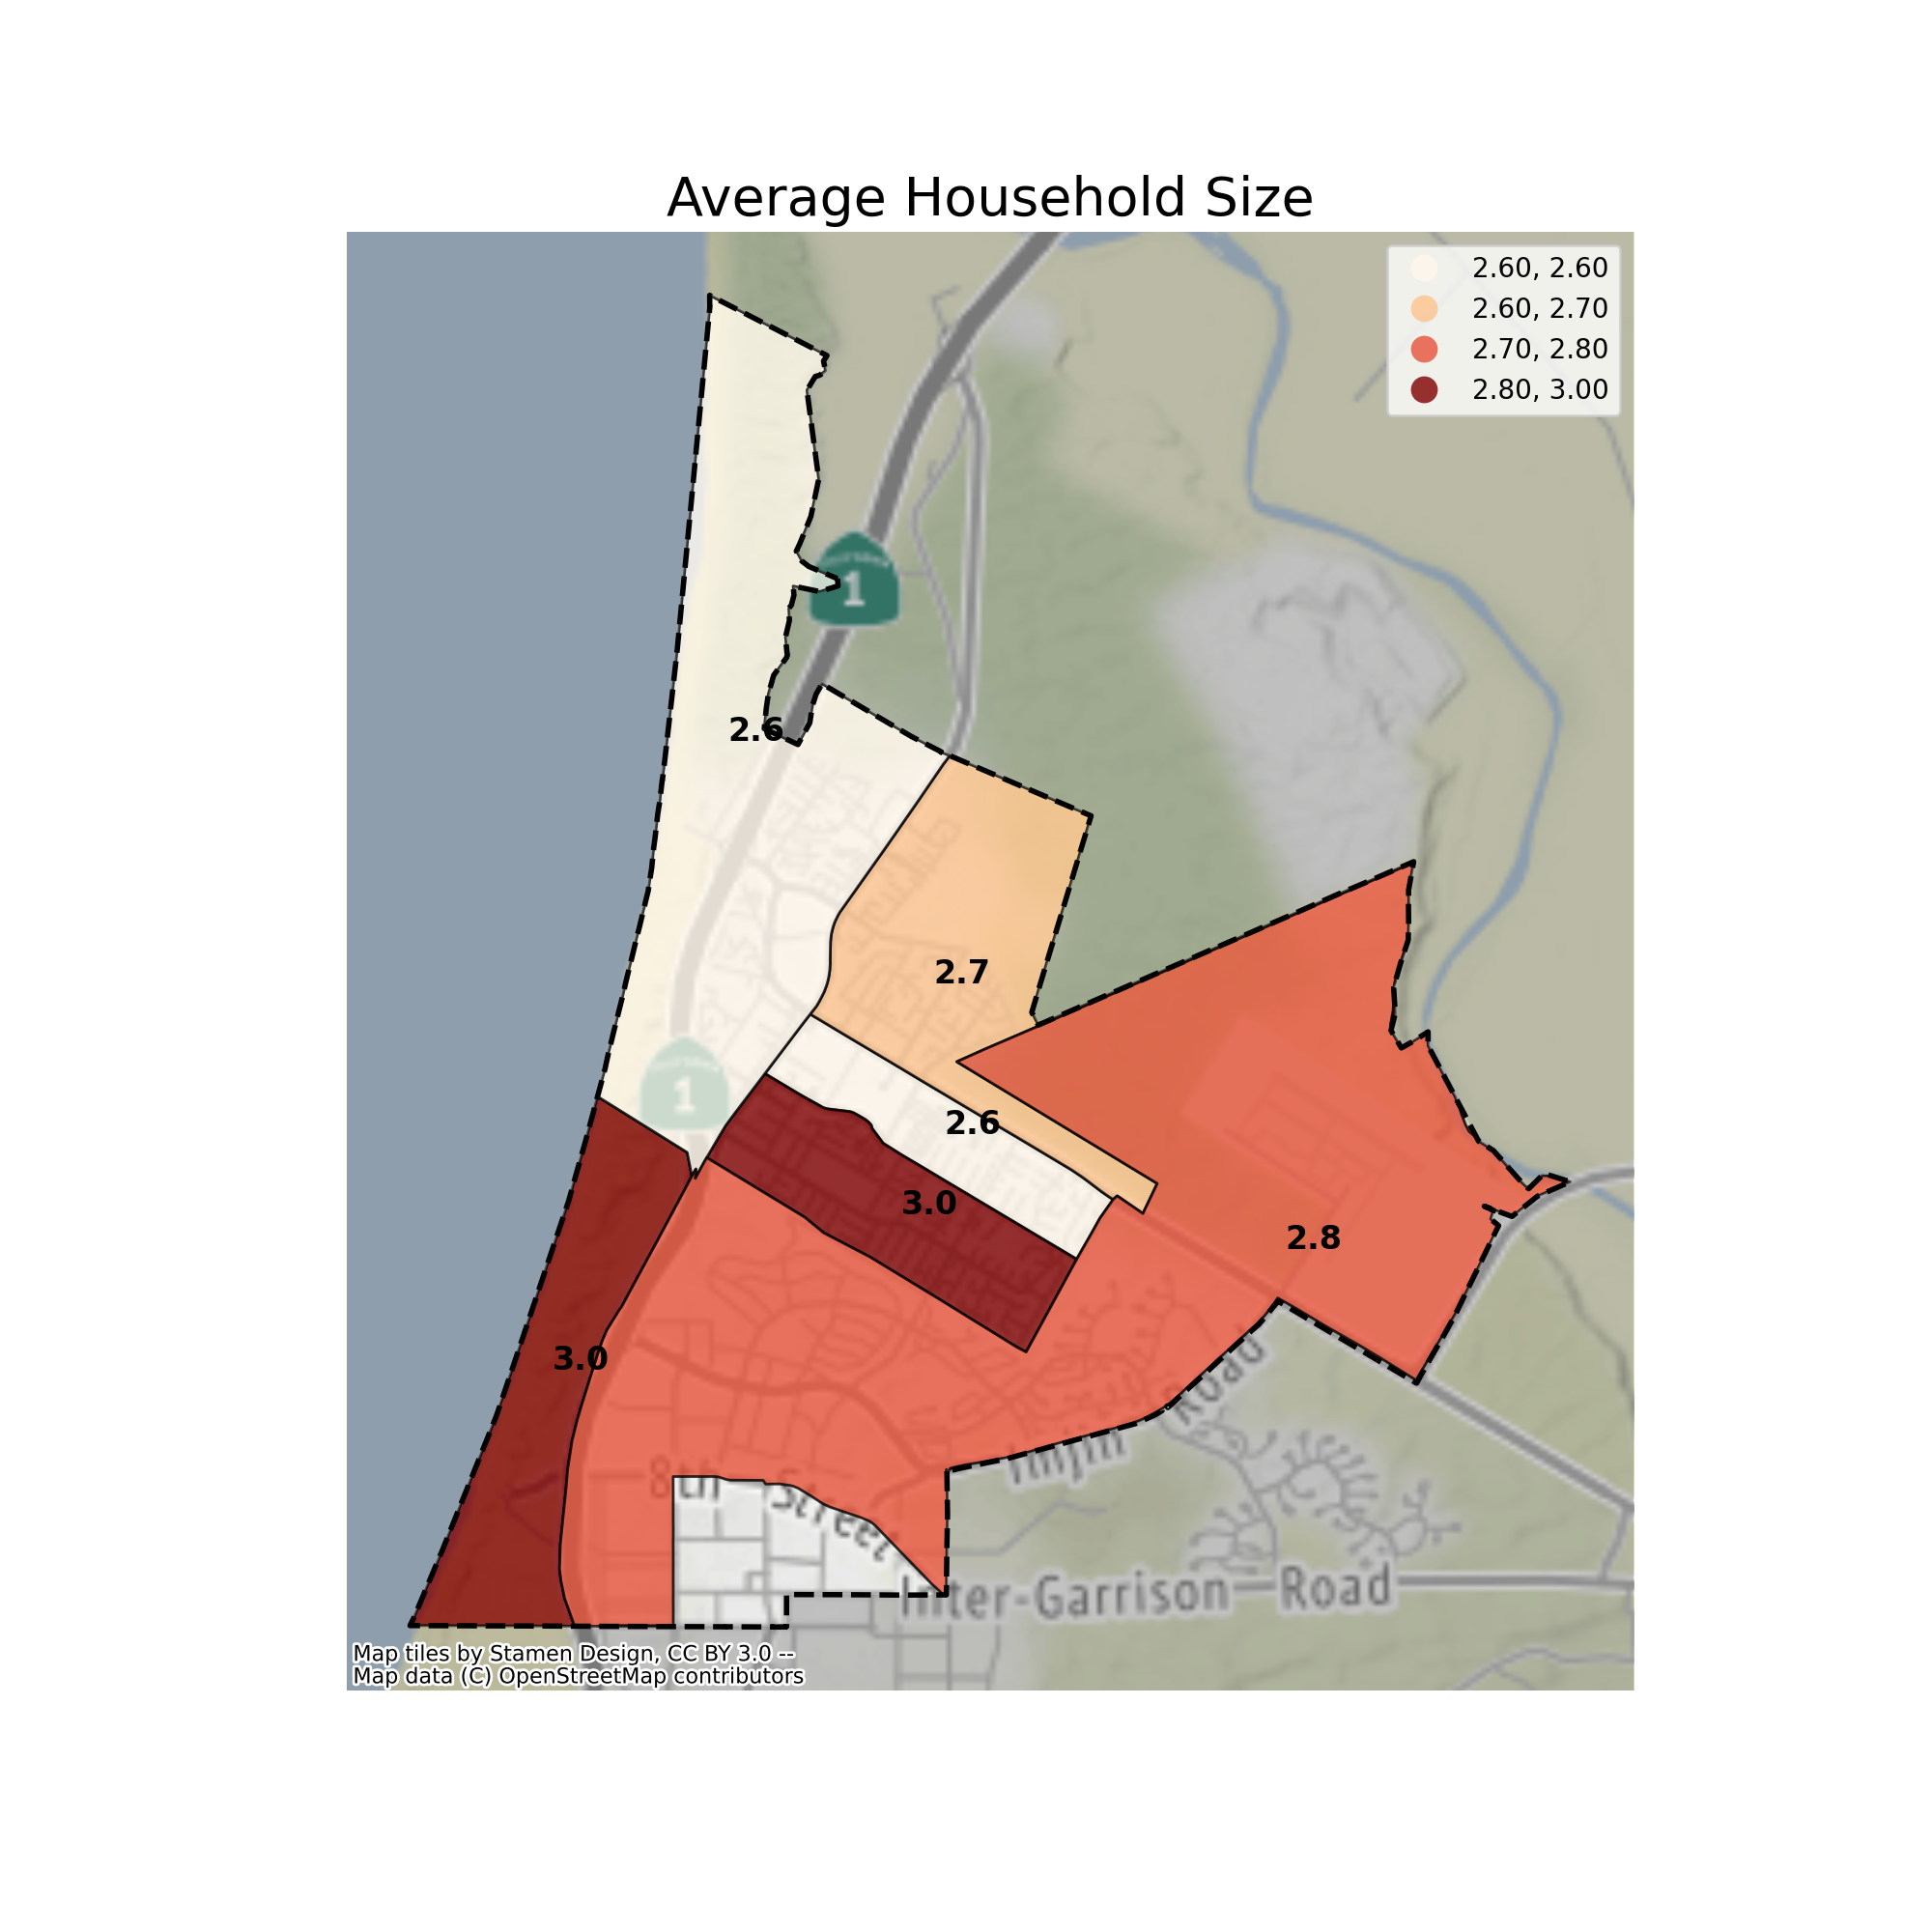 Average Household Size
2.60, 2.60
2.60, 2.70
2.70, 2.80
2.80, 3.00
1
2.6
2.7
1
2.6
3.0
2.8
3.0
Imjin Road
8th Street
Inter-Garrison Road
Map tiles by Stamen Design, CC BY 3.0 --
Map data (C) OpenStreetMap contributors